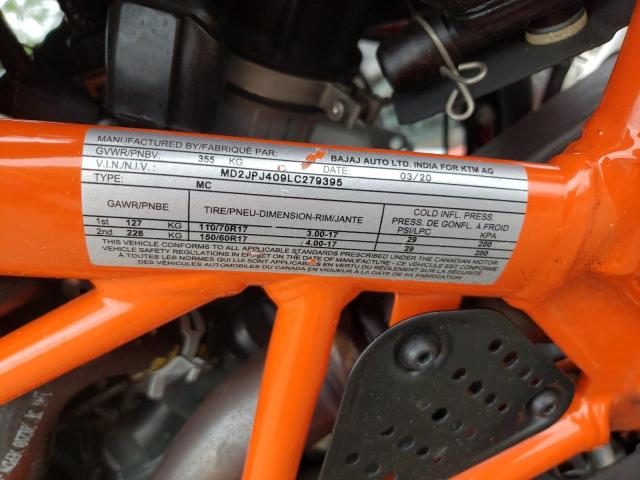 MANUFACTURED BY/FABRIQUÉ PAR: BAJAJ AUTO LTD. INDIA FOR KTM AG
GVWR/PNBV: 355 KG DATE: 03/20
V.I.N./N.I.V.: MD2JPJ409LC279395
TYPE: MC
GAWR/PNBE TIRE/PNEU-DIMENSION-RIM/JANTE COLD INFL. PRESS.
PRESS. DE GONFL. À FROID
PSI/LPC KPA
1st 127 KG 110/70R17 3.00-17 29 200
2nd 228 KG 150/60R17 4.00-17 29 200
THIS VEHICLE CONFORMS TO ALL APPLICABLE STANDARDS PRESCRIBED UNDER THE CANADIAN MOTOR
VEHICLE SAFETY REGULATIONS IN EFFECT ON THE DATE OF MANUFACTURE - CE VÉHICULE EST CONFORME
À TOUTES LES NORMES QUI LUI SONT APPLICABLES EN VERTU DU RÈGLEMENT SUR LA SÉCURITÉ
DES VÉHICULES AUTOMOBILES DU CANADA EN VIGUEUR À LA DATE DE SA FABRICATION